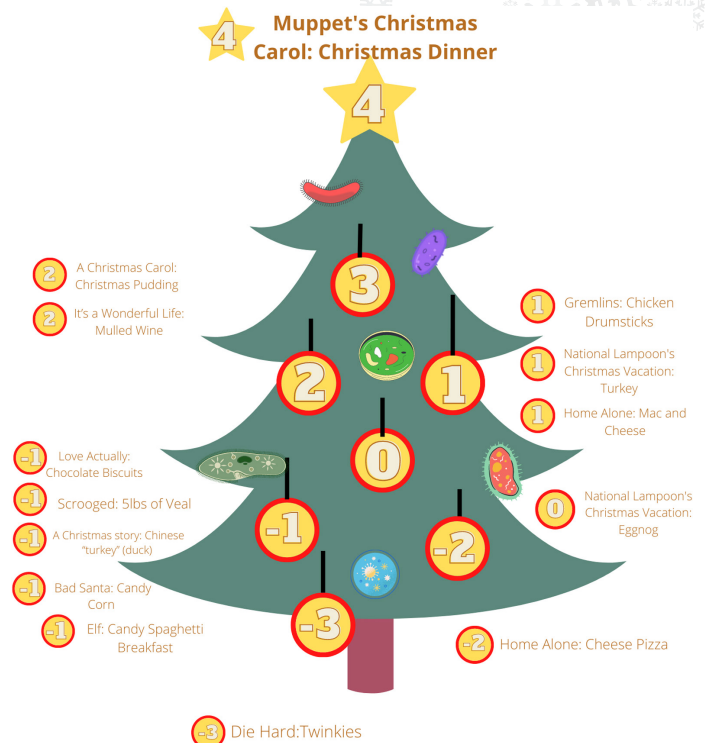 4 Muppet's Christmas
Carol: Christmas Dinner
4
3
2 A Christmas Carol:
Christmas Pudding
2 It's a Wonderful Life:
Mulled Wine
1 Gremlins: Chicken
Drumsticks
1 National Lampoon's
Christmas Vacation:
Turkey
1 Home Alone: Mac and
Cheese
2
1
0
-1 Love Actually:
Chocolate Biscuits
-1 Scrooged: 5lbs of Veal
-1 A Christmas story: Chinese
"turkey" (duck)
-1 Bad Santa: Candy
Corn
-1 Elf: Candy Spaghetti
Breakfast
0 National Lampoon's
Christmas Vacation:
Eggnog
-1
-2
-3
-2 Home Alone: Cheese Pizza
-3 Die Hard:Twinkies